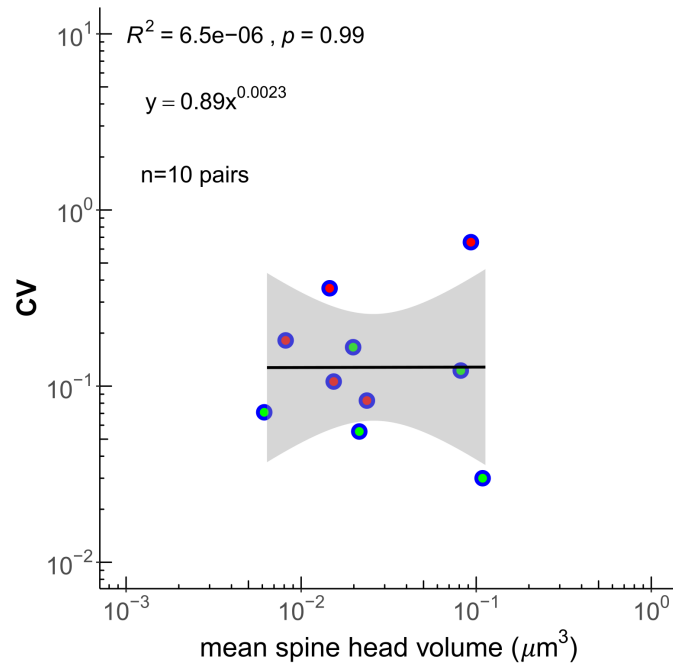 R² = 6.5e−06 , p = 0.99
y = 0.89x^0.0023
n=10 pairs
10¹
10⁰
10⁻¹
10⁻²
CV
10⁻³ 10⁻² 10⁻¹ 10⁰
mean spine head volume (μm³)